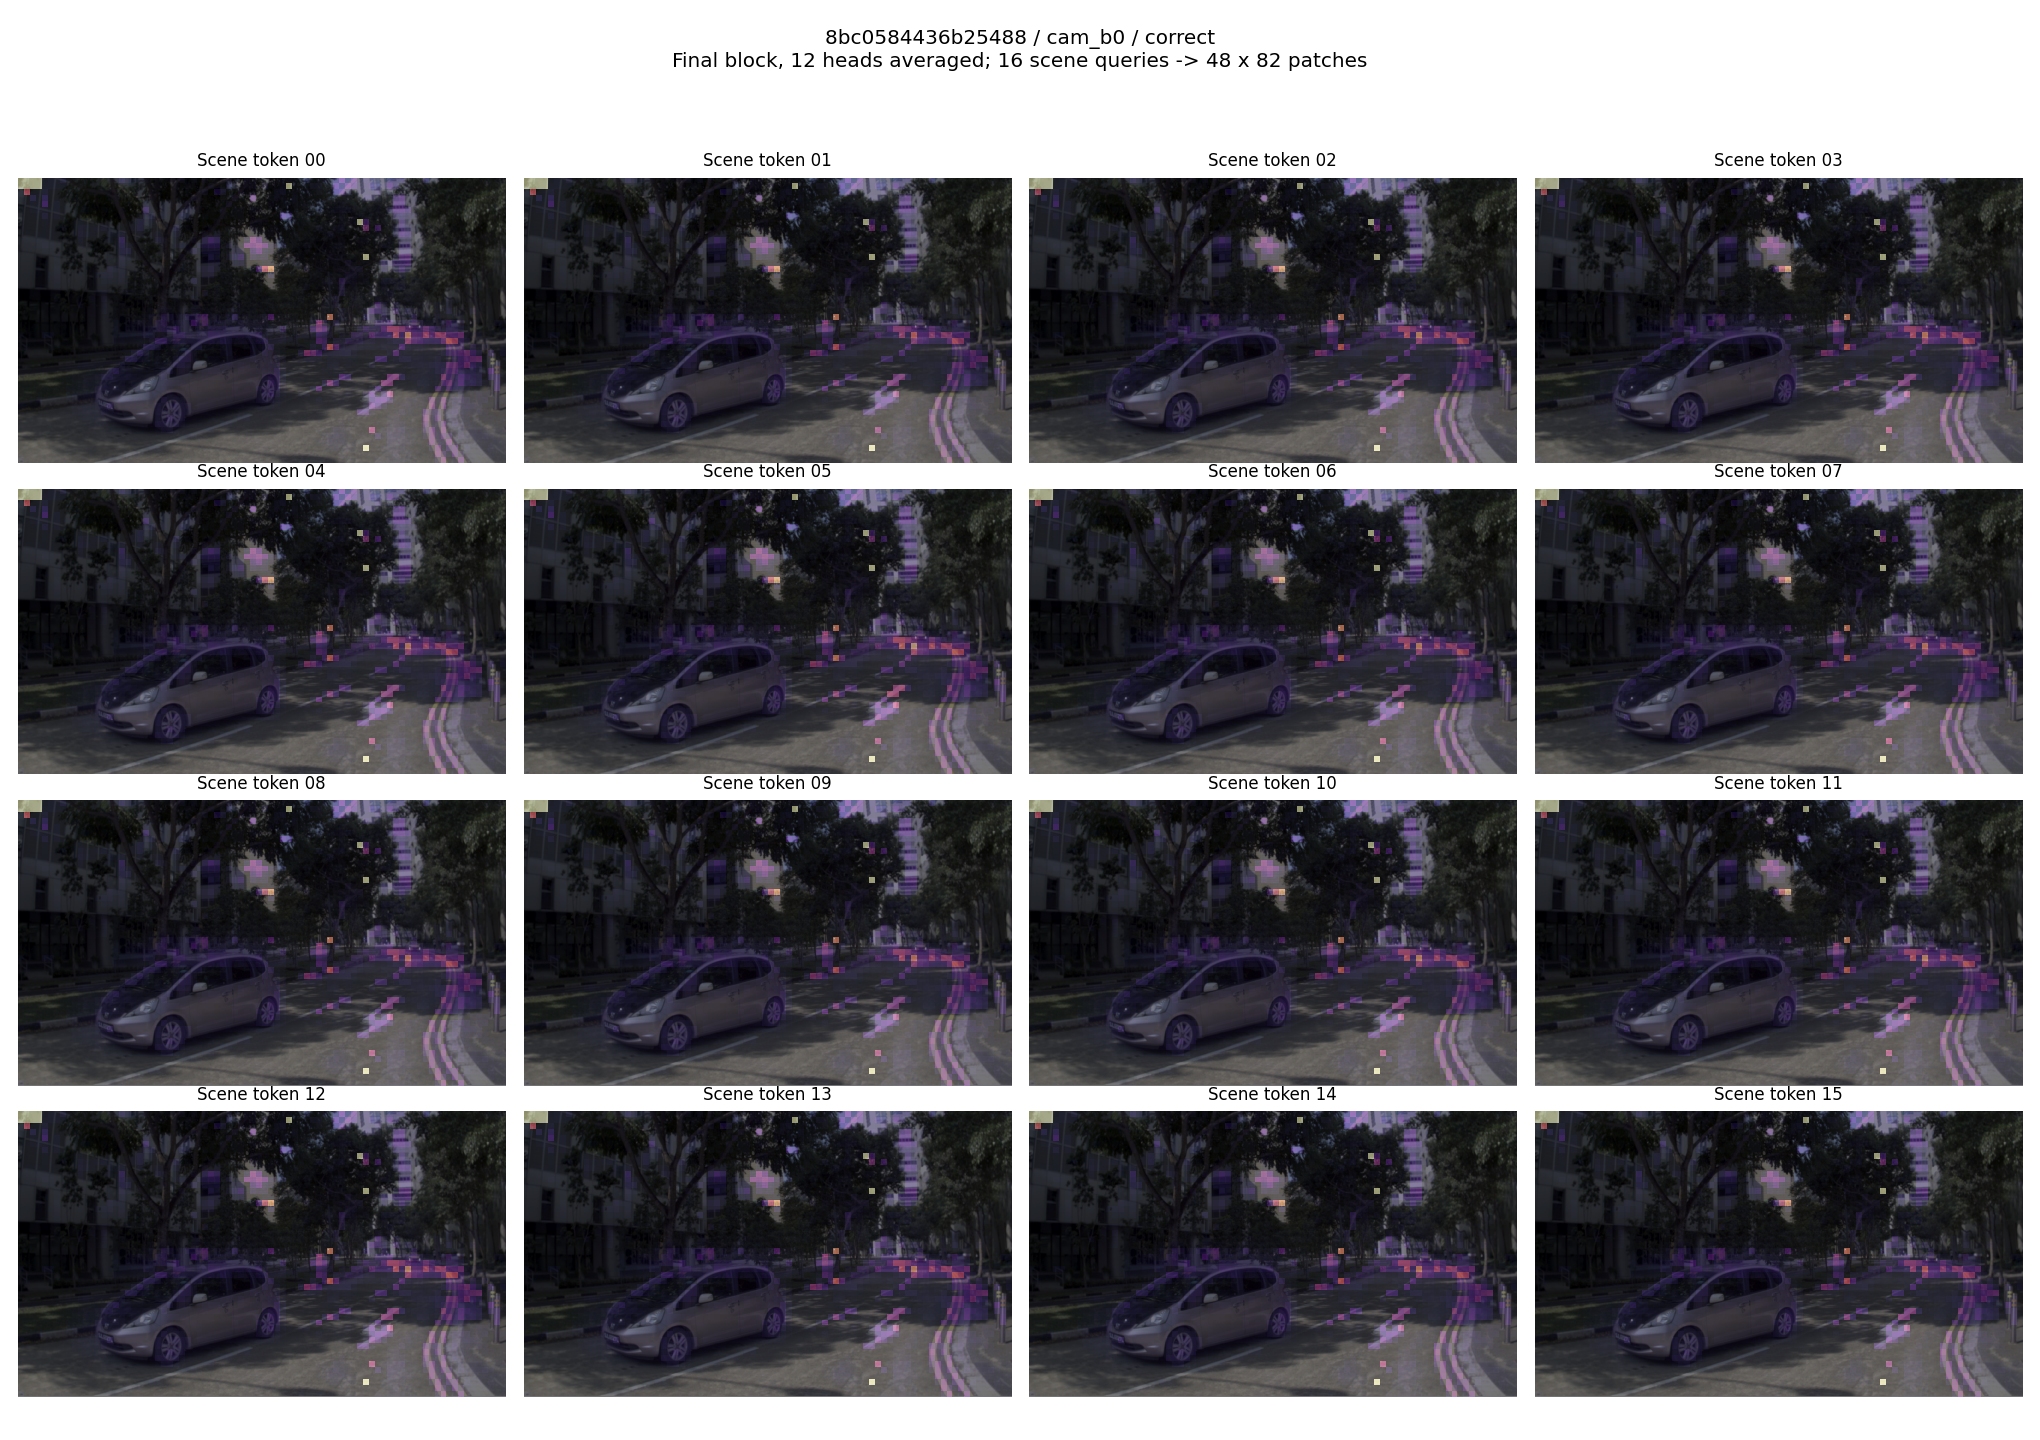 8bc0584436b25488 / cam_b0 / correct
Final block, 12 heads averaged; 16 scene queries -> 48 x 82 patches
Scene token 00
Scene token 01
Scene token 02
Scene token 03
Scene token 04
Scene token 05
Scene token 06
Scene token 07
Scene token 08
Scene token 09
Scene token 10
Scene token 11
Scene token 12
Scene token 13
Scene token 14
Scene token 15